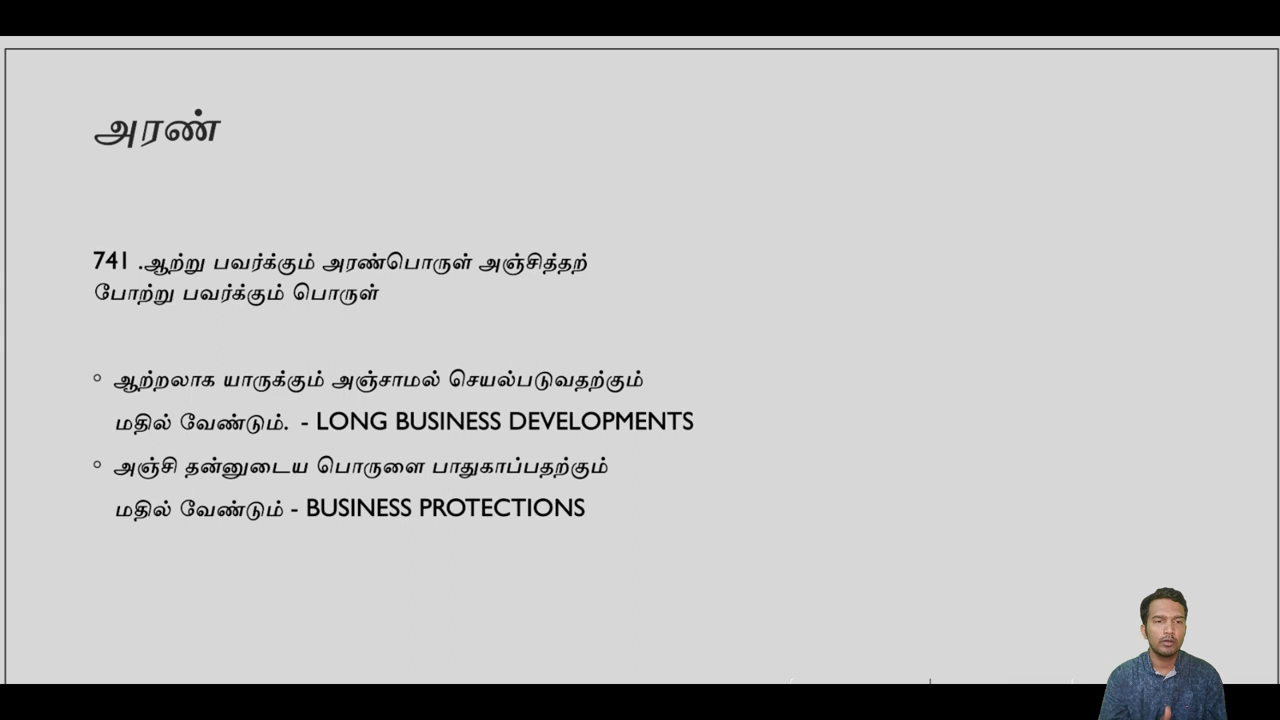 அரண்
741 .ஆற்று பவர்க்கும் அரண்பொருள் அஞ்சித்தற்
போற்று பவர்க்கும் பொருள்
◦ ஆற்றலாக யாருக்கும் அஞ்சாமல் செயல்படுவதற்கும்
மதில் வேண்டும். - LONG BUSINESS DEVELOPMENTS
◦ அஞ்சி தன்னுடைய பொருளை பாதுகாப்பதற்கும்
மதில் வேண்டும் - BUSINESS PROTECTIONS